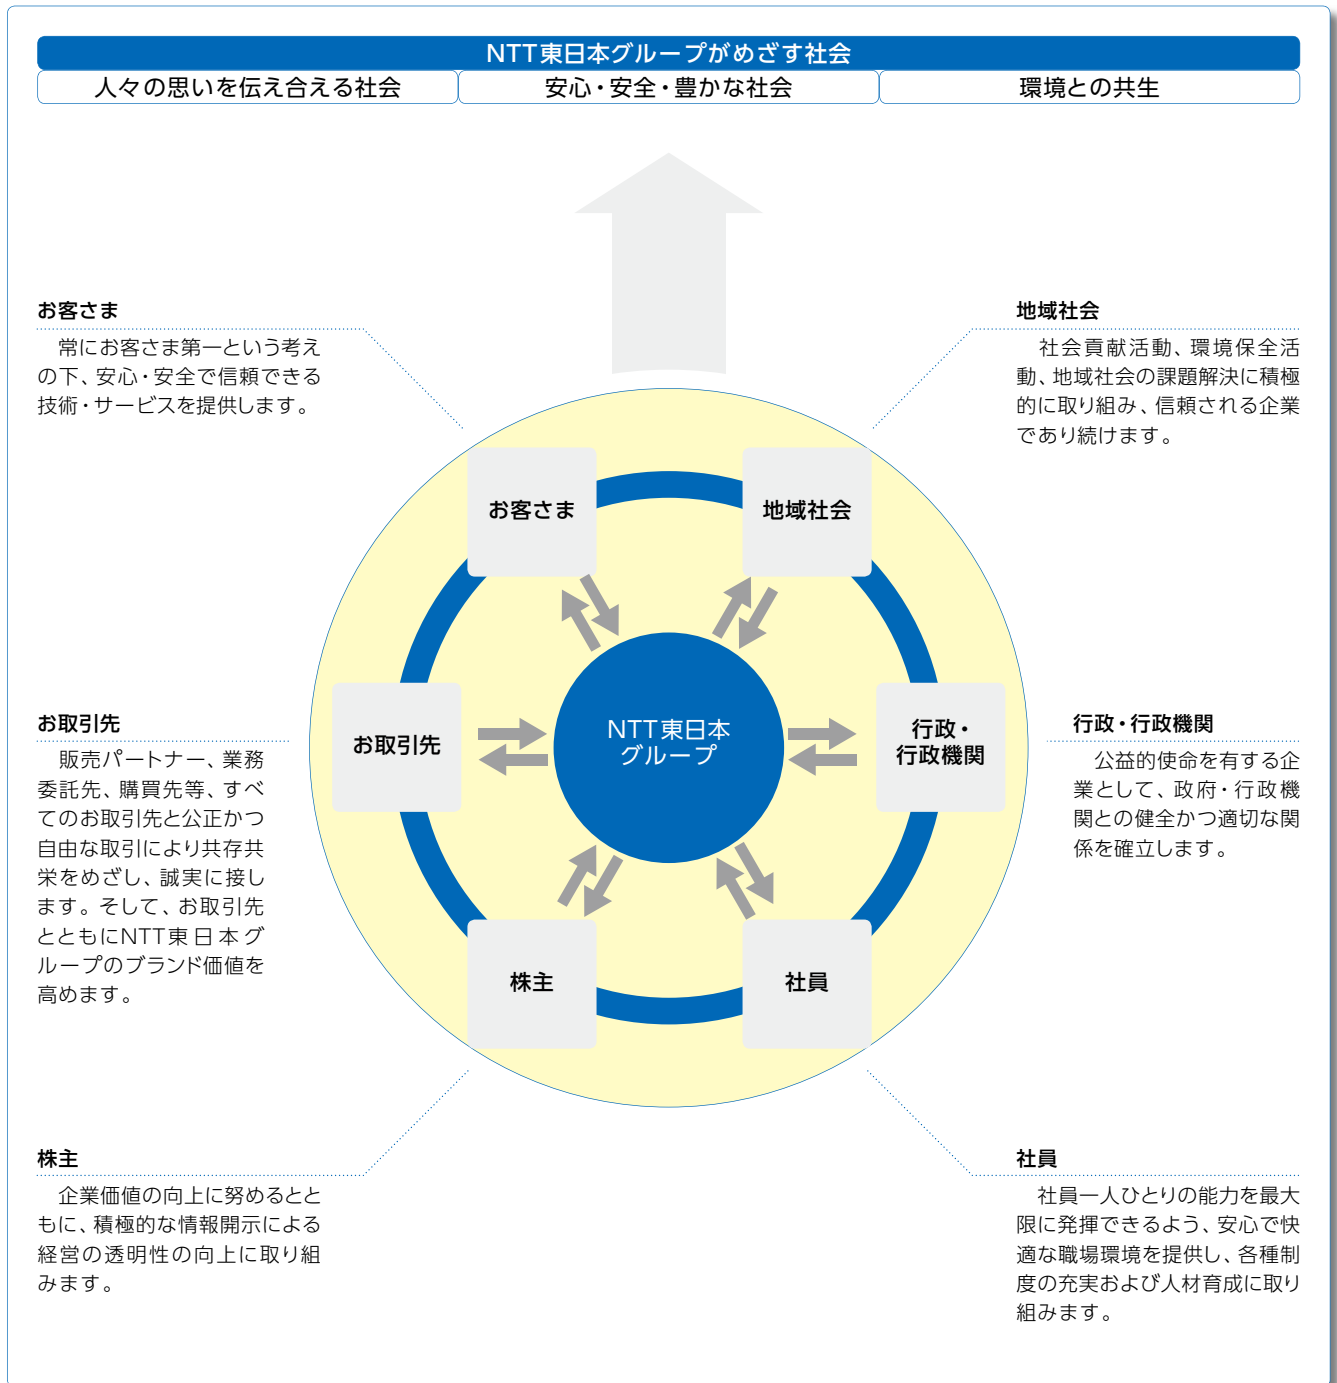 NTT東日本グループがめざす社会
人々の思いを伝え合える社会
安心・安全・豊かな社会
環境との共生
お客さま
常にお客さま第一という考え
の下、安心・安全で信頼できる
技術・サービスを提供します。
地域社会
社会貢献活動、環境保全活
動、地域社会の課題解決に積極
的に取り組み、信頼される企業
であり続けます。
お客さま
地域社会
お取引先
販売パートナー、業務
委託先、購買先等、すべ
てのお取引先と公正かつ
自由な取引により共存共
栄をめざし、誠実に接し
ます。そして、お取引先
とともにNTT東日本グ
ループのブランド価値を
高めます。
お取引先
NTT東日本
グループ
行政・
行政機関
行政・行政機関
公益的使命を有する企
業として、政府・行政機
関との健全かつ適切な関
係を確立します。
株主
社員
株主
企業価値の向上に努めるとと
もに、積極的な情報開示による
経営の透明性の向上に取り組
みます。
社員
社員一人ひとりの能力を最大
限に発揮できるよう、安心で快
適な職場環境を提供し、各種制
度の充実および人材育成に取り
組みます。